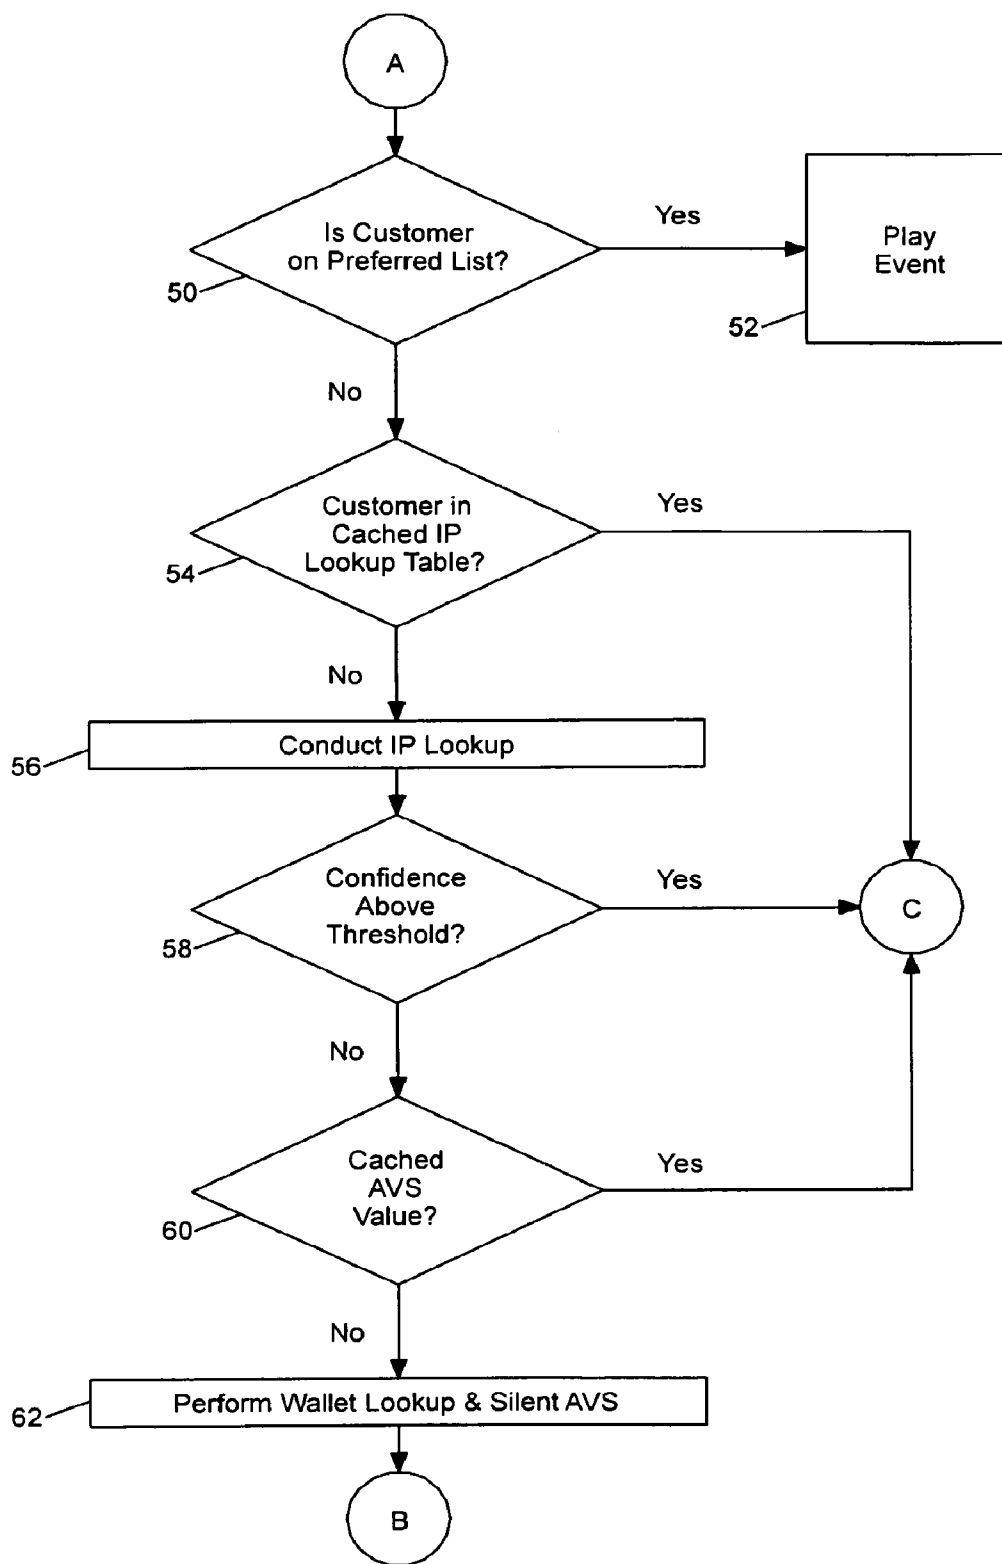 A
Is Customer
on Preferred List?
50
Yes
Play
Event
52
No
Customer in
Cached IP
Lookup Table?
54
Yes
No
Conduct IP Lookup
56
Confidence
Above
Threshold?
58
Yes
C
No
Cached
AVS
Value?
60
Yes
No
Perform Wallet Lookup & Silent AVS
62
B